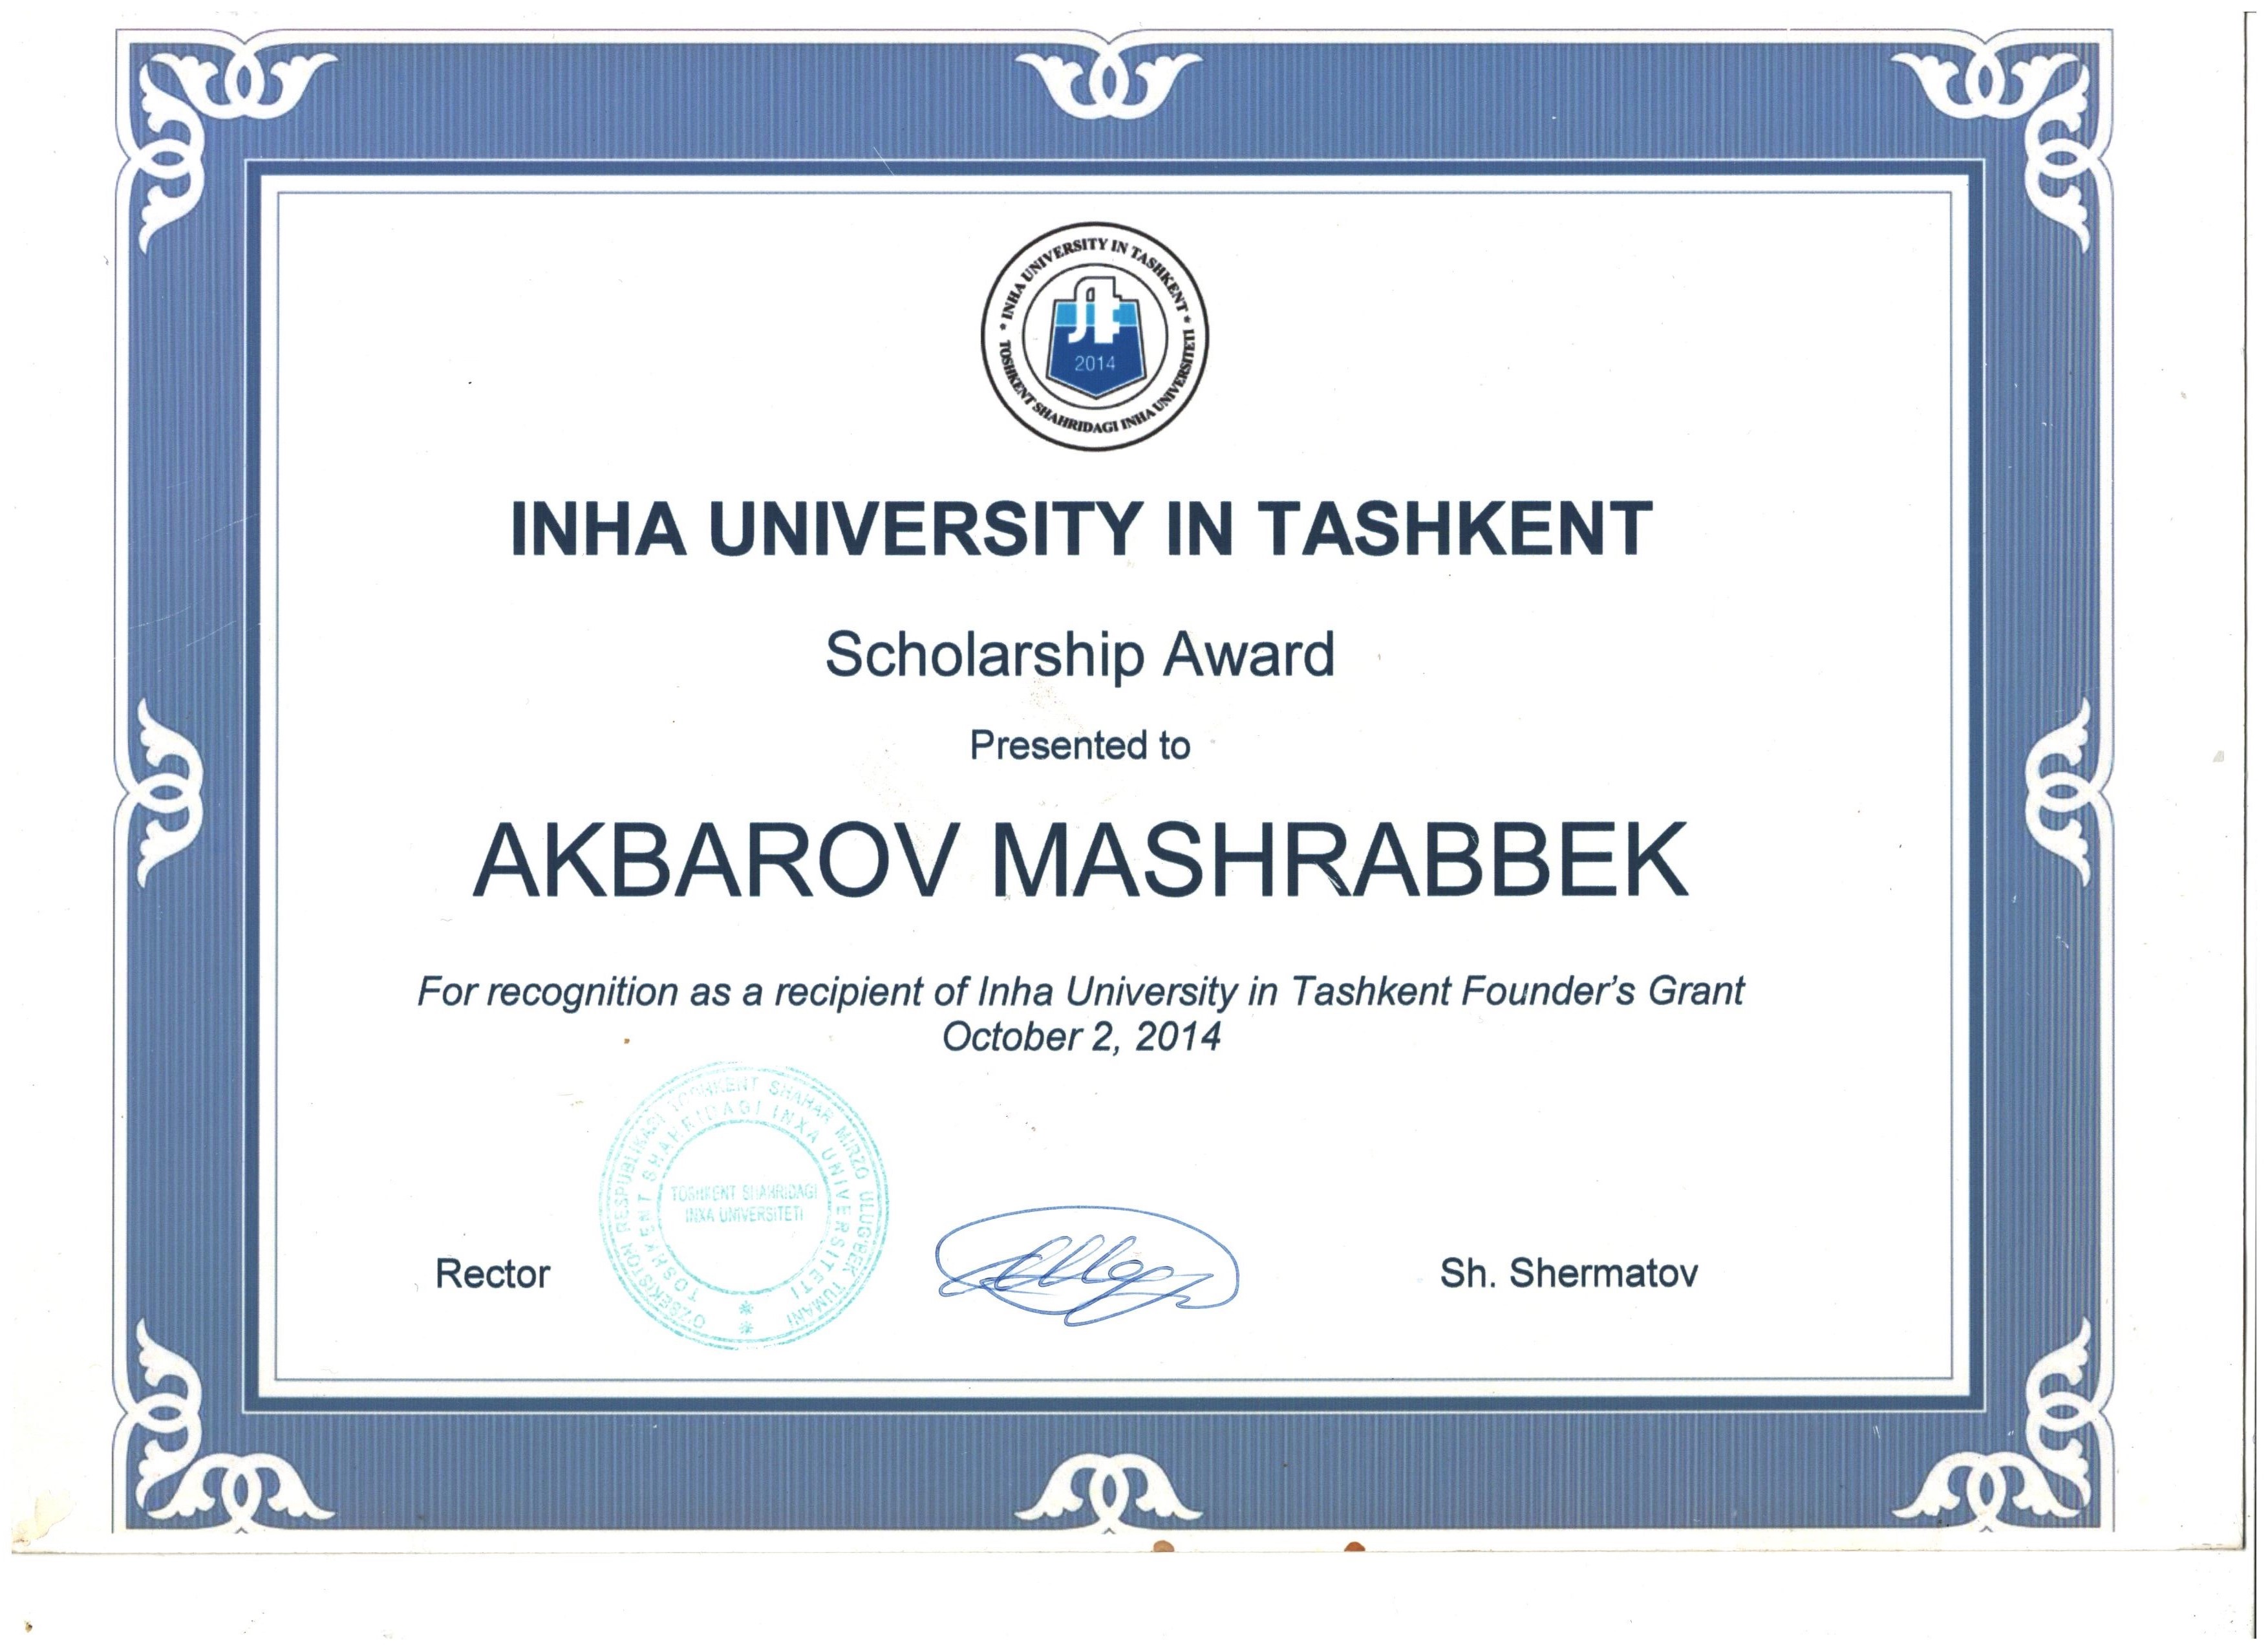 * INHA UNIVERSITY IN TASHKENT *
TOSHKENT SHAHRIDAGI INHA UNIVERSITETI
2014
INHA UNIVERSITY IN TASHKENT
Scholarship Award
Presented to
AKBAROV MASHRABBEK
For recognition as a recipient of Inha University in Tashkent Founder's Grant
October 2, 2014
O'ZBEKISTON RESPUBLIKASI TOSHKENT SHAHAR MIRZO ULUG'BEK TUMANI
TOSHKENT SHAHRIDAGI INXA UNIVERSITETI
TOSHKENT SHAHRIDAGI
INXA UNIVERSITETI
Rector
Sh. Shermatov